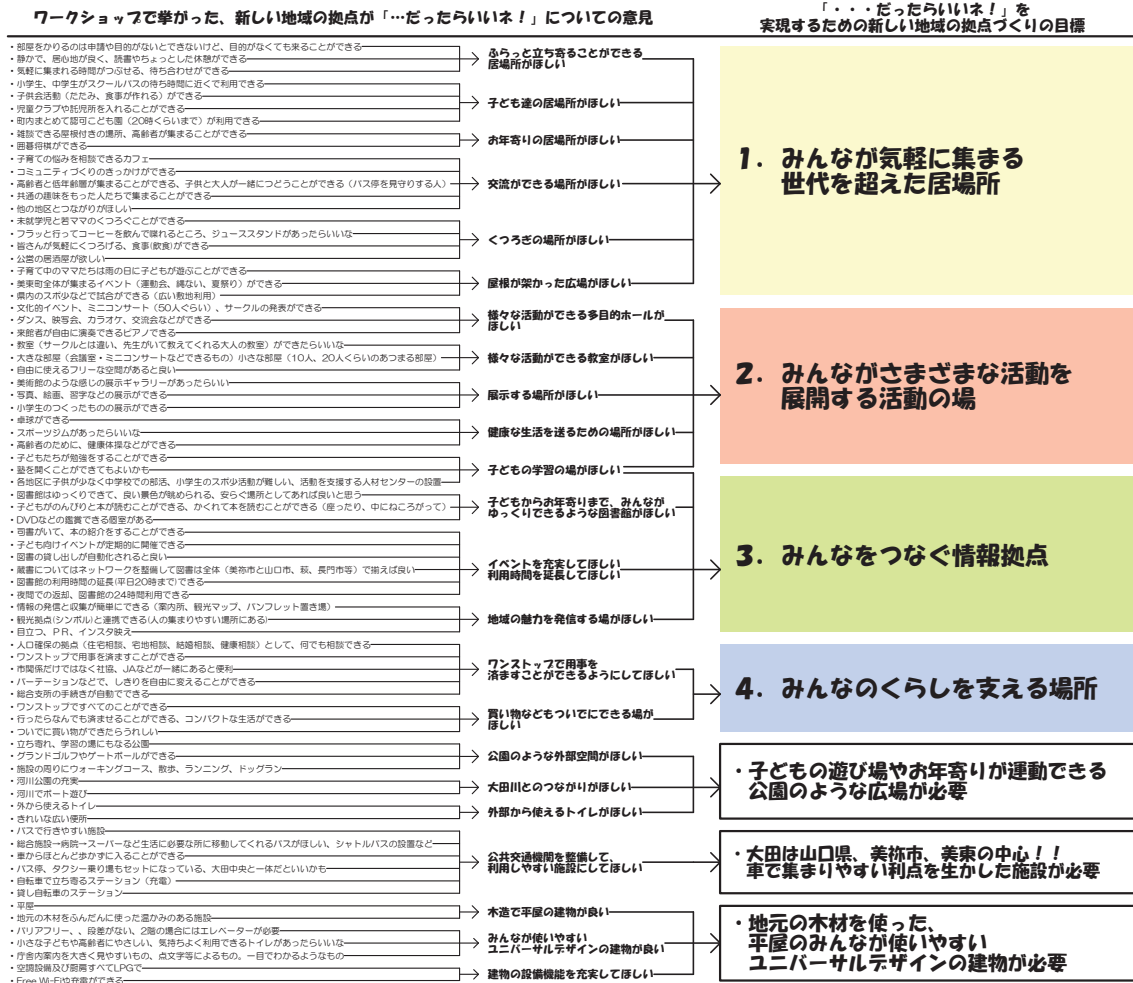 ワークショップで挙がった、新しい地域の拠点が「…だったらいいネ！」についての意見
「・・・だったらいいネ！」を
実現するための新しい地域の拠点づくりの目標
・部屋をかりるのは申請や目的がないとできないけど、目的がなくても来ることができる
・静かで、居心地が良く、読書やちょっとした休憩ができる
・気軽に集まれる時間がつぶせる、待ち合わせができる
ふらっと立ち寄ることができる
居場所がほしい
・小学生、中学生がスクールバスの待ち時間に近くで利用できる
・子供会活動（たたみ、食事が作れる）ができる
・児童クラブや託児所を入れることができる
・町内まとめて認可こども園（20時くらいまで）が利用できる
子ども達の居場所がほしい
・雑談できる屋根付きの場所、高齢者が集まることができる
・囲碁将棋ができる
お年寄りの居場所がほしい
・子育ての悩みを相談できるカフェ
・コミュニティづくりのきっかけができる
・高齢者と低年齢層が集まることができる、子供と大人が一緒につどうことができる（バス停を見守りする人）
・共通の趣味をもった人たちで集まることができる
・他の地区とつながりがほしい
交流ができる場所がほしい
・未就学児と若ママのくつろぐことができる
・フラッと行ってコーヒーを飲んで喋れるところ、ジューススタンドがあったらいいな
・皆さんが気軽にくつろげる、食事(飲食)ができる
・公営の居酒屋が欲しい
くつろぎの場所がほしい
・子育て中のママたちは雨の日に子どもが遊ぶことができる
・美東町全体が集まるイベント（運動会、縄ない、夏祭り）ができる
・県内のスポ少などで試合ができる（広い敷地利用）
屋根が架かった広場がほしい
1. みんなが気軽に集まる
世代を超えた居場所
・文化的イベント、ミニコンサート（50人ぐらい）、サークルの発表ができる
・ダンス、映写会、カラオケ、交流会などができる
・来館者が自由に演奏できるピアノできる
様々な活動ができる多目的ホールが
ほしい
・教室（サークルとは違い、先生がいて教えてくれる大人の教室）ができたらいいな
・大きな部屋（会議室・ミニコンサートなどできるもの）小さな部屋（10人、20人くらいのあつまる部屋）
・自由に使えるフリーな空間があると良い
様々な活動ができる教室がほしい
・美術館のような感じの展示ギャラリーがあったらいい
・写真、絵画、習字などの展示ができる
・小学生のつくったものの展示ができる
展示する場所がほしい
・卓球ができる
・スポーツジムがあったらいいな
・高齢者のために、健康体操などができる
健康な生活を送るための場所がほしい
・子どもたちが勉強をすることができる
・塾を開くことができてもよいかも
・各地区に子供が少なく中学校での部活、小学生のスポ少活動が難しい、活動を支援する人材センターの設置
子どもの学習の場がほしい
2. みんながさまざまな活動を
展開する活動の場
・図書館はゆっくりできて、良い景色が眺められる、安らぐ場所としてあれば良いと思う
・子どもがのんびりと本が読むことができる、かくれて本を読むことができる（座ったり、中にねころがって）
・DVDなどの鑑賞できる個室がある
子どもからお年寄りまで、みんなが
ゆっくりできるような図書館がほしい
・司書がいて、本の紹介をすることができる
・子ども向けイベントが定期的に開催できる
・図書の貸し出しが自動化されると良い
・蔵書についてはネットワークを整備して図書は全体（美祢市と山口市、萩、長門市等）で揃えば良い
・図書館の利用時間の延長(平日20時まで)できる
・夜間での返却、図書館の24時間利用できる
イベントを充実してほしい
利用時間を延長してほしい
・情報の発信と収集が簡単にできる（案内所、観光マップ、パンフレット置き場）
・観光拠点(シンボル)と連携できる(人の集まりやすい場所にある)
・目立つ、PR、インスタ映え
地域の魅力を発信する場がほしい
3. みんなをつなぐ情報拠点
・人口確保の拠点（住宅相談、宅地相談、結婚相談、健康相談）として、何でも相談できる
・ワンストップで用事を済ますことができる
・市関係だけではなく社協、JAなどが一緒にあると便利
・パーテーションなどで、しきりを自由に変えることができる
・総合支所の手続きが自動でできる
ワンストップで用事を
済ますことができるようにしてほしい
・ワンストップですべてのことができる
・行ったらなんでも済ませることができる、コンパクトな生活ができる
・ついでに買い物ができたらうれしい
買い物などもついでにできる場が
ほしい
4. みんなのくらしを支える場所
・立ち寄れ、学習の場にもなる公園
・グランドゴルフやゲートボールができる
・施設の周りにウォーキングコース、散歩、ランニング、ドッグラン
公園のような外部空間がほしい
・河川公園の充実
・河川でボート遊び
大田川とのつながりがほしい
・外から使えるトイレ
・きれいな広い便所
外部から使えるトイレがほしい
・子どもの遊び場やお年寄りが運動できる
公園のような広場が必要
・バスで行きやすい施設
・総合施設→病院→スーパーなど生活に必要な所に移動してくれるバスがほしい、シャトルバスの設置など
・車からほとんど歩かずに入ることができる
・バス停、タクシー乗り場もセットになっている、大田中央と一体だといいかも
・自転車で立ち寄るステーション（充電）
・貸し自転車のステーション
公共交通機関を整備して、
利用しやすい施設にしてほしい
・大田は山口県、美祢市、美東の中心！！
車で集まりやすい利点を生かした施設が必要
・平屋
・地元の木材をふんだんに使った温かみのある施設
木造で平屋の建物が良い
・バリアフリー、、段差がない、2階の場合にはエレベーターが必要
・小さな子どもや高齢者にやさしい、気持ちよく利用できるトイレがあったらいいな
・庁舎内案内を大きく見やすいもの、点文字等によるもの。一目でわかるようなもの
みんなが使いやすい
ユニバーサルデザインの建物が良い
・空調設備及び厨房すべてLPGで
・Free Wi-Fiや充電ができる
建物の設備機能を充実してほしい
・地元の木材を使った、
平屋のみんなが使いやすい
ユニバーサルデザインの建物が必要